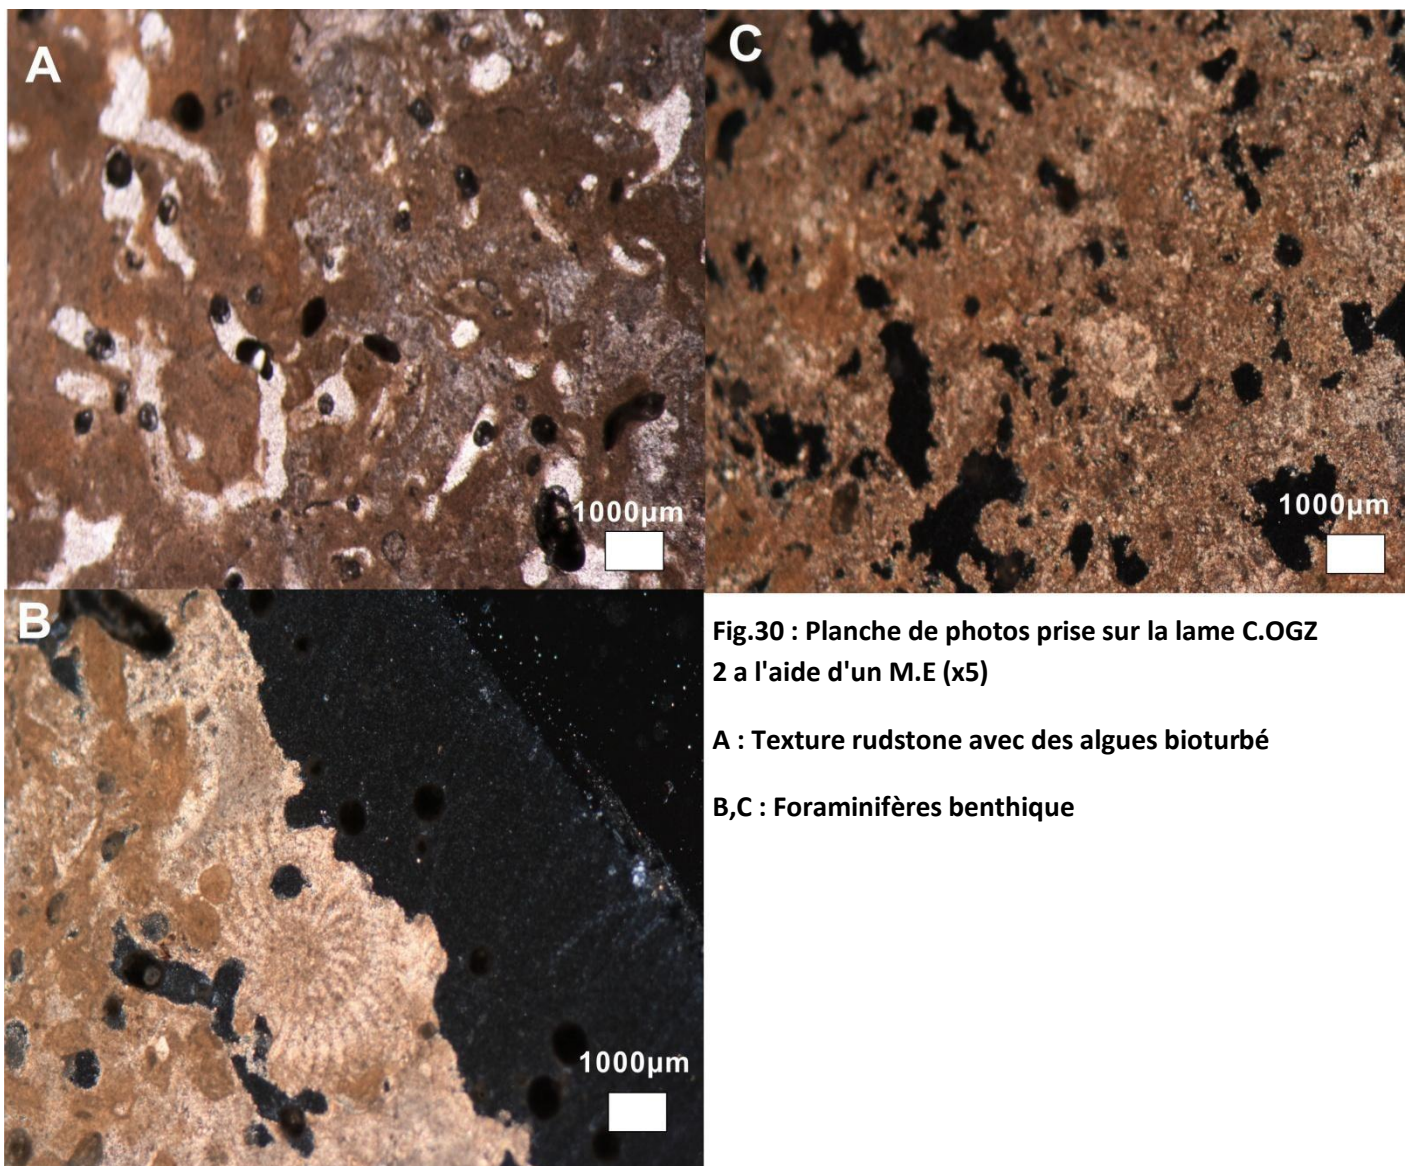 A
1000µm
C
1000µm
B
1000µm
Fig.30 : Planche de photos prise sur la lame C.OGZ
2 a l'aide d'un M.E (x5)
A : Texture rudstone avec des algues bioturbé
B,C : Foraminifères benthique